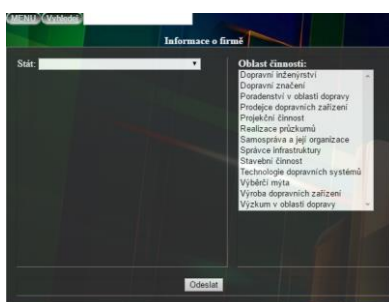 (MENU) (Vyhledej)
Informace o firmě
Stát:
Oblast činnosti:
Dopravní inženýrství
Dopravní značení
Poradenství v oblasti dopravy
Prodejce dopravních zařízení
Projekční činnost
Realizace průzkumů
Samospráva a její organizace
Správce infrastruktury
Stavební činnost
Technologie dopravních systémů
Výběrčí mýta
Výroba dopravních zařízení
Výzkum v oblasti dopravy
Odeslat